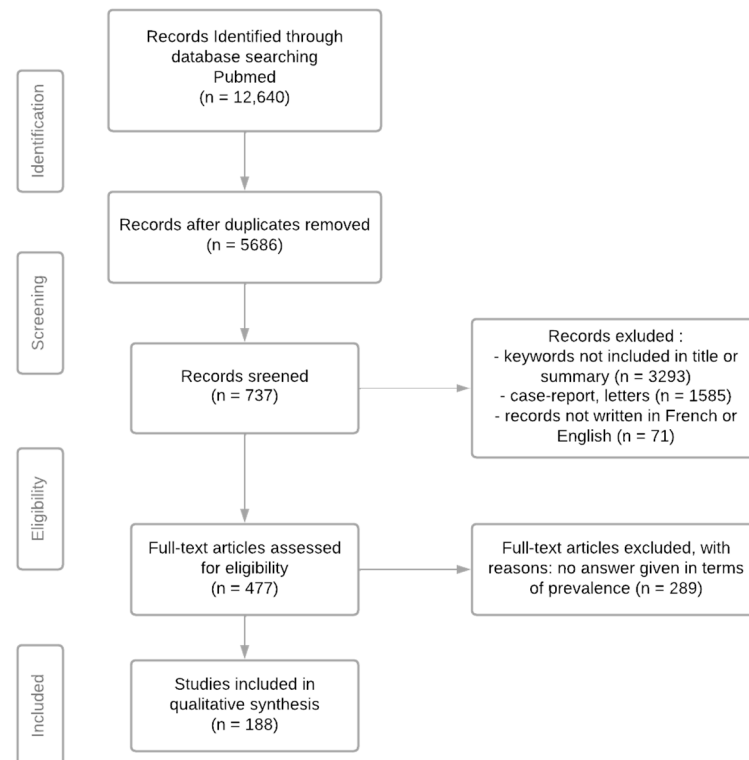 Records Identified through
database searching
Pubmed
(n = 12,640)
Identification
Records after duplicates removed
(n = 5686)
Screening
Records sreened
(n = 737)
Records exluded :
- keywords not included in title or
summary (n = 3293)
- case-report, letters (n = 1585)
- records not written in French or
English (n = 71)
Eligibility
Full-text articles assessed
for eligibility
(n = 477)
Full-text articles excluded, with
reasons: no answer given in terms
of prevalence (n = 289)
Included
Studies included in
qualitative synthesis
(n = 188)